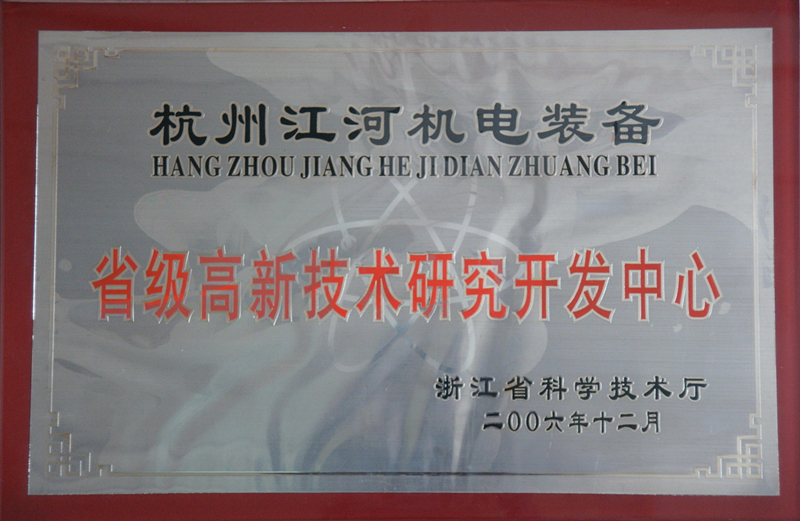 杭州江河机电装备
HANG ZHOU JIANG HE JI DIAN ZHUANG BEI
省级高新技术研究开发中心
浙江省科学技术厅
二00六年十二月